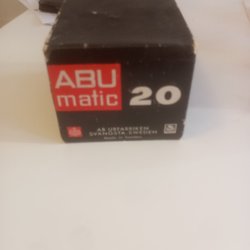 ABU
matic 20
AB URFABRIKEN
SVÄNGSTA SWEDEN
Made in Sweden